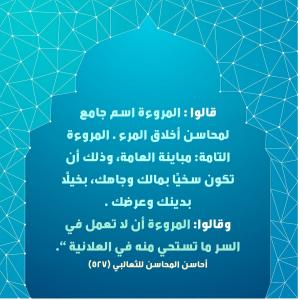 قالوا : المروءة اسم جامع
لمحاسن أخلاق المرء . المروءة
التامة: مباينة العامة، وذلك أن
تكون سخيًا بمالك وجاهك، بخيلًا
بدينك وعرضك .
وقالوا: المروءة أن لا تعمل في
السر ما تستحي منه في العلانية “.
أحاسن المحاسن للثعالبي (٥٢٧)